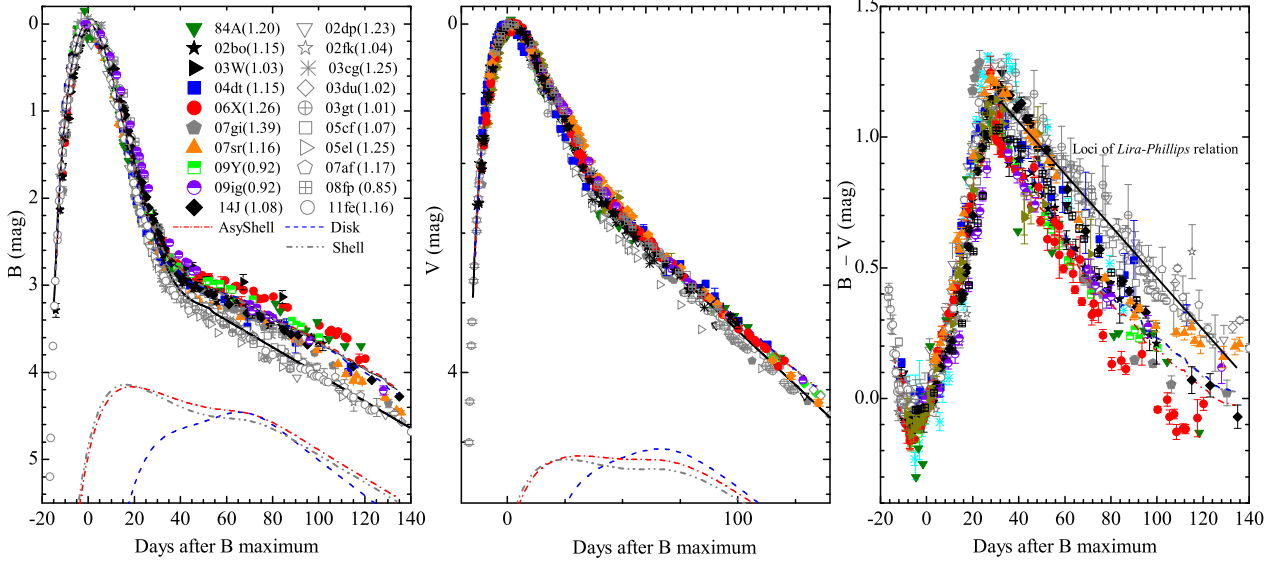 0
1
2
3
4
5
B (mag)
-20 0 20 40 60 80 100 120 140
Days after B maximum
84A(1.20) 02dp(1.23)
02bo(1.15) 02fk(1.04)
03W(1.03) 03cg(1.25)
04dt(1.15) 03du(1.02)
06X(1.26) 03gt (1.01)
07gi(1.39) 05cf (1.07)
07sr(1.16) 05el (1.25)
09Y(0.92) 07af (1.17)
09ig(0.92) 08fp (0.85)
14J (1.08) 11fe(1.16)
AsyShell Disk
Shell
0
4
V (mag)
0 100
Days after B maximum
1.5
1.0
0.5
0.0
B – V (mag)
Loci of Lira-Phillips relation
-20 0 20 40 60 80 100 120 140
Days after B maximum